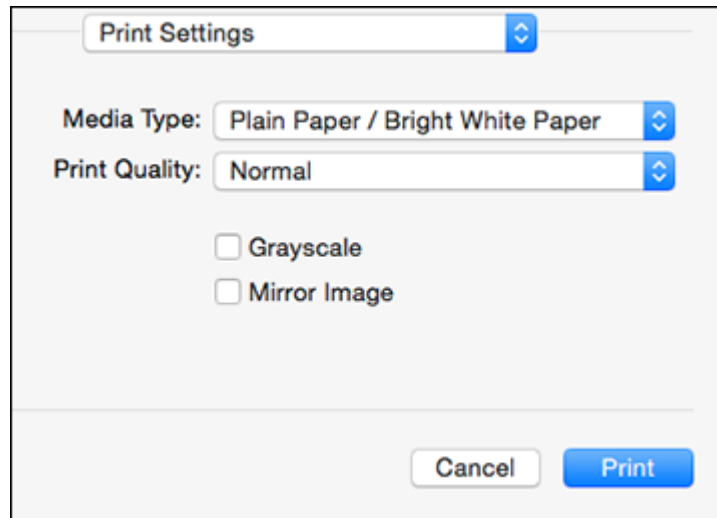 Print Settings
Media Type: Plain Paper / Bright White Paper
Print Quality: Normal
Grayscale
Mirror Image
Cancel Print